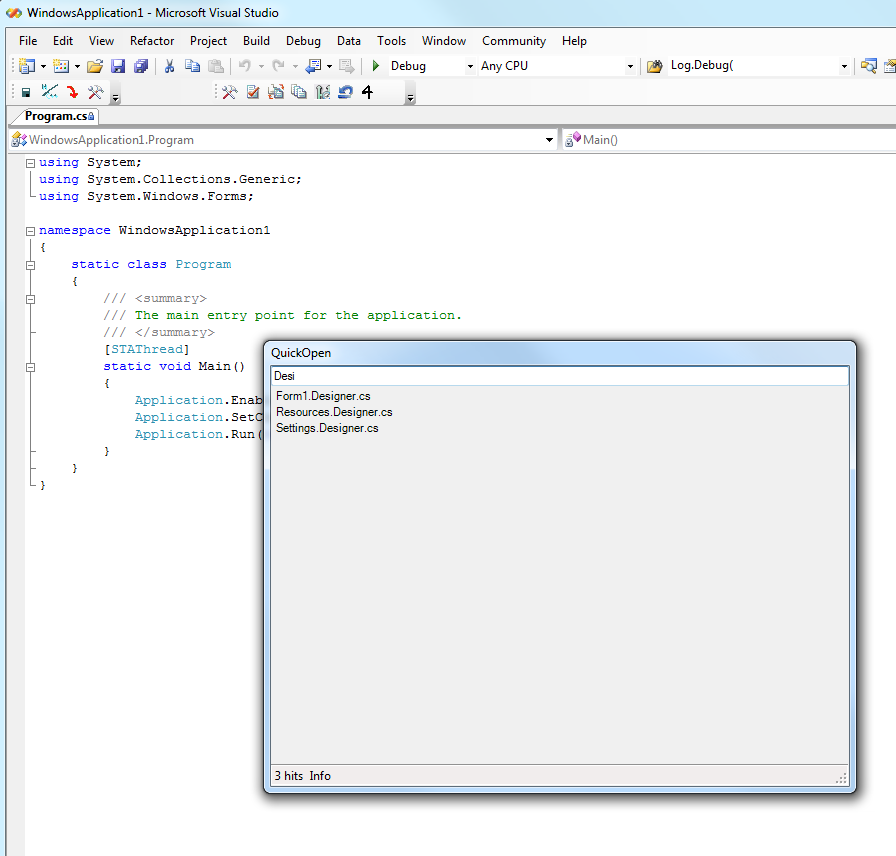 WindowsApplication1 - Microsoft Visual Studio
File Edit View Refactor Project Build Debug Data Tools Window Community Help
Debug Any CPU Log.Debug(
4
Program.cs
WindowsApplication1.Program Main()
using System;
using System.Collections.Generic;
using System.Windows.Forms;
namespace WindowsApplication1
{
static class Program
{
/// <summary>
/// The main entry point for the application.
/// </summary>
[STAThread]
static void Main()
{
Application.Enab
Application.SetC
Application.Run(
}
}
}
QuickOpen
Desi
Form1.Designer.cs
Resources.Designer.cs
Settings.Designer.cs
3 hits Info